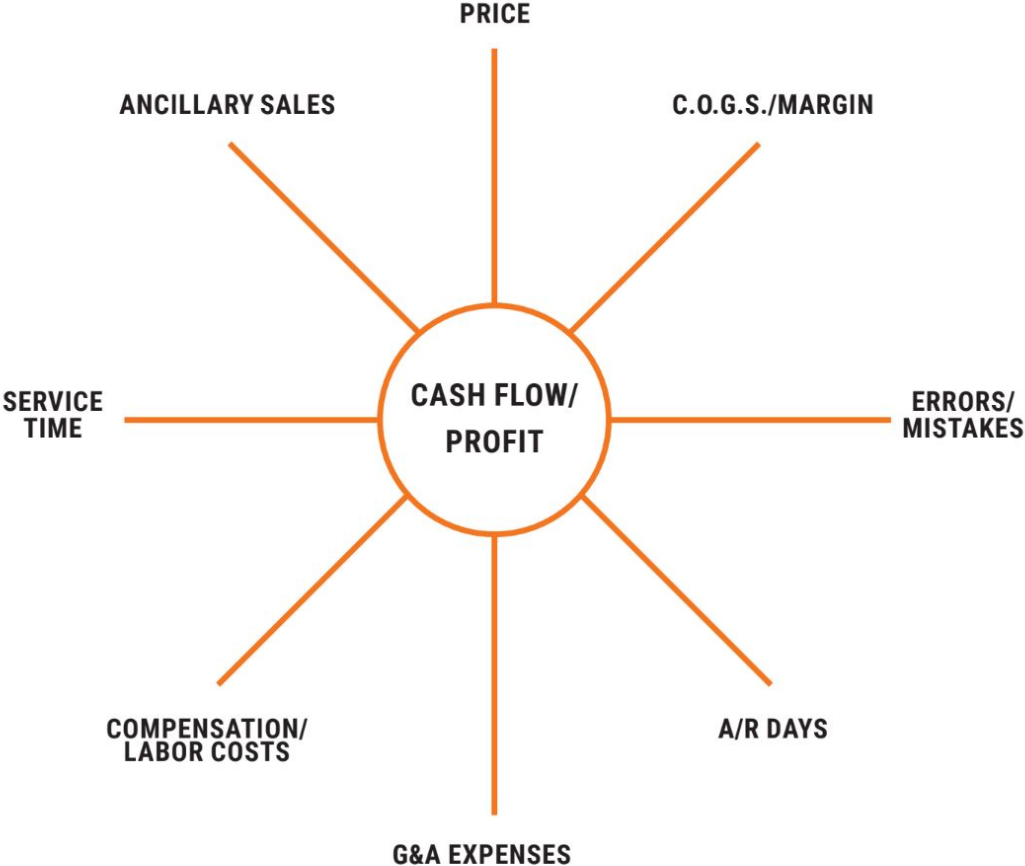 PRICE
ANCILLARY SALES
C.O.G.S./MARGIN
SERVICE
TIME
CASH FLOW/
PROFIT
ERRORS/
MISTAKES
COMPENSATION/
LABOR COSTS
A/R DAYS
G&A EXPENSES